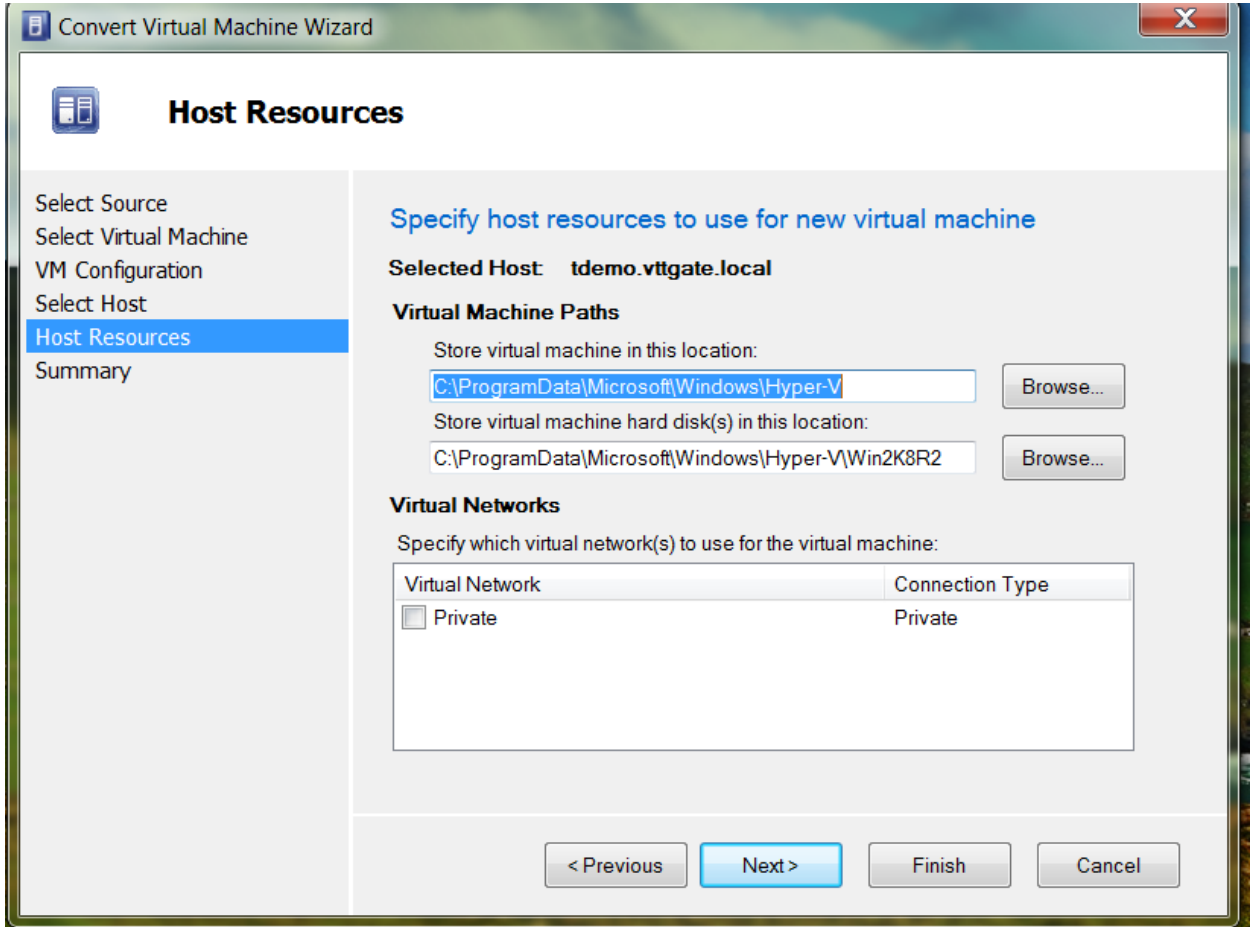 Convert Virtual Machine Wizard
X
Host Resources
Select Source
Select Virtual Machine
VM Configuration
Select Host
Host Resources
Summary
Specify host resources to use for new virtual machine
Selected Host: tdemo.vttgate.local
Virtual Machine Paths
Store virtual machine in this location:
C:\ProgramData\Microsoft\Windows\Hyper-V
Browse...
Store virtual machine hard disk(s) in this location:
C:\ProgramData\Microsoft\Windows\Hyper-V\Win2K8R2
Browse...
Virtual Networks
Specify which virtual network(s) to use for the virtual machine:
Virtual Network Connection Type
Private Private
< Previous Next > Finish Cancel